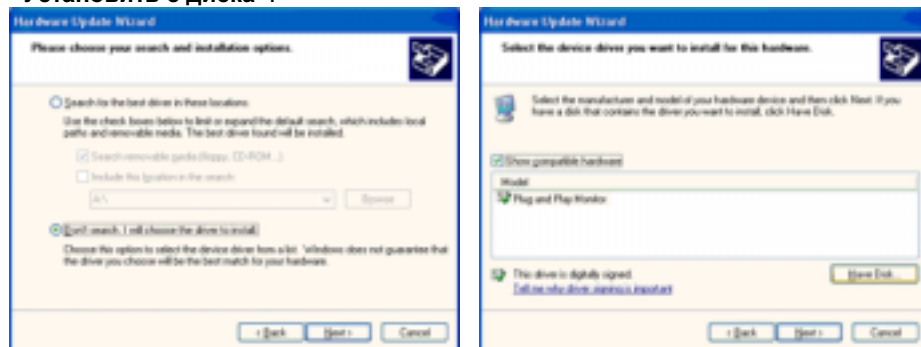 "Установить с диска".
Hardware Update Wizard
Please choose your search and installation options.
Search for the best driver in these locations.
Use the check boxes below to limit or expand the default search, which includes local
paths and removable media. The best driver found will be installed.
Search removable media (floppy, CD-ROM...)
Include this location in the search:
A:\
Browse
Don't search. I will choose the driver to install.
Choose this option to select the device driver from a list. Windows does not guarantee that
the driver you choose will be the best match for your hardware.
< Back
Next >
Cancel
Hardware Update Wizard
Select the device driver you want to install for this hardware.
Select the manufacturer and model of your hardware device and then click Next. If you
have a disk that contains the driver you want to install, click Have Disk.
Show compatible hardware
Model
Plug and Play Monitor
This driver is digitally signed.
Tell me why driver signing is important
Have Disk...
< Back
Next >
Cancel